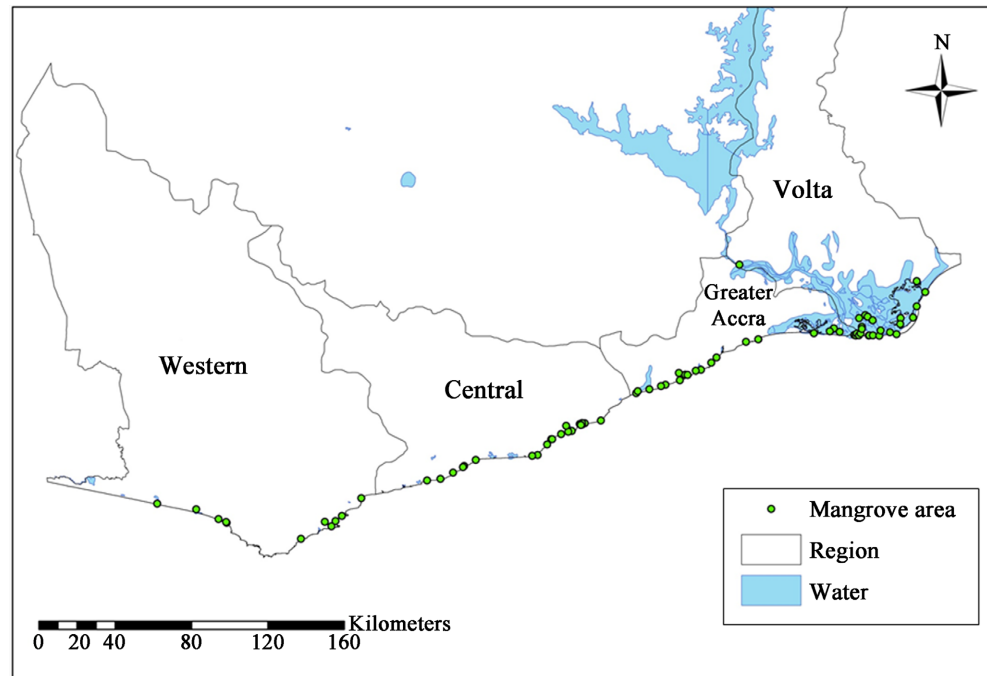 N
Volta
Greater
Accra
Western
Central
Mangrove area
Region
Water
Kilometers
0 20 40 80 120 160